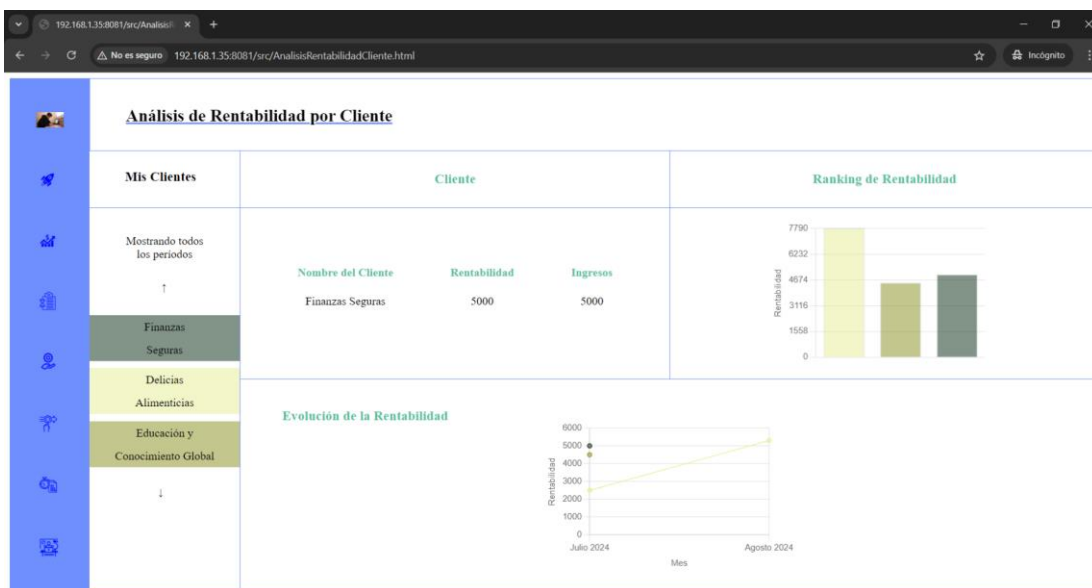 192.168.1.35:8081/src/Analisis
No es seguro 192.168.1.35:8081/src/AnalisisRentabilidadCliente.html
Incógnito
Análisis de Rentabilidad por Cliente
Mis Clientes
Cliente
Ranking de Rentabilidad
Mostrando todos
los periodos
↑
Finanzas
Seguras
Delicias
Alimenticias
Educación y
Conocimiento Global
↓
Nombre del Cliente Rentabilidad Ingresos
Finanzas Seguras 5000 5000
7790
6232
4674
3116
1558
0
Rentabilidad
Evolución de la Rentabilidad
6000
5000
4000
3000
2000
1000
0
Rentabilidad
Julio 2024 Agosto 2024
Mes